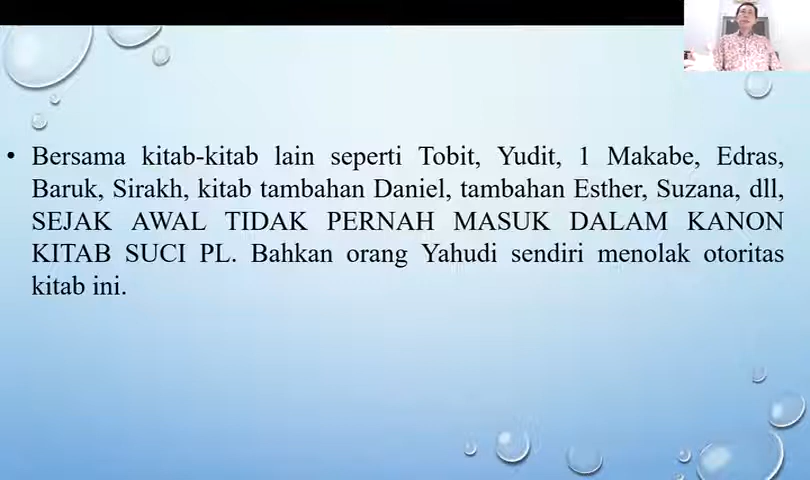 • Bersama kitab-kitab lain seperti Tobit, Yudit, 1 Makabe, Edras,
Baruk, Sirakh, kitab tambahan Daniel, tambahan Esther, Suzana, dll,
SEJAK AWAL TIDAK PERNAH MASUK DALAM KANON
KITAB SUCI PL. Bahkan orang Yahudi sendiri menolak otoritas
kitab ini.